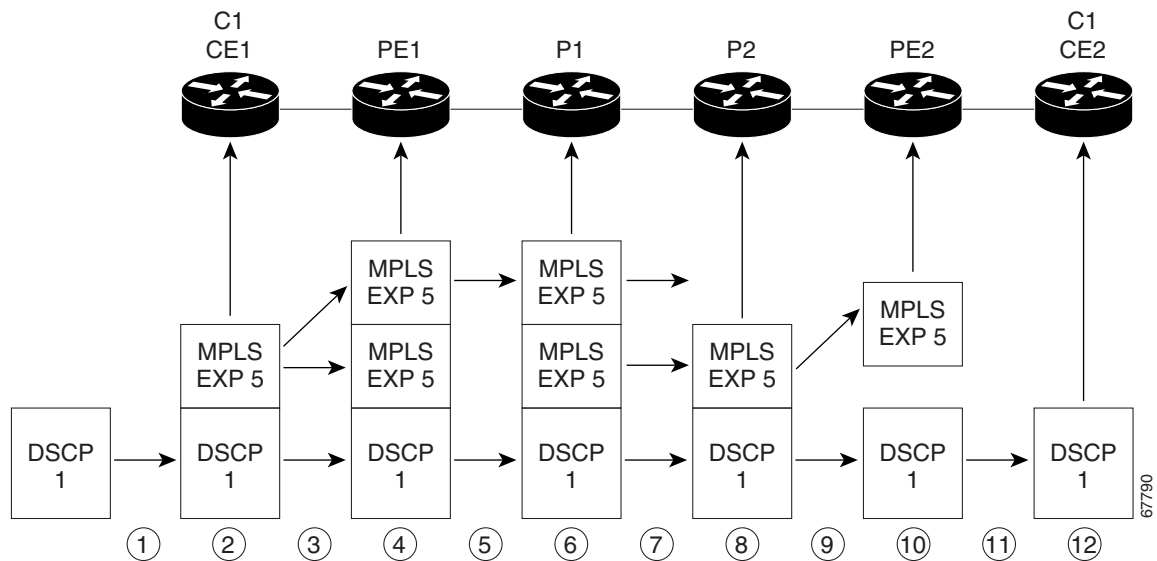 C1
CE1
PE1
P1
P2
PE2
C1
CE2
MPLS
EXP 5
MPLS
EXP 5
MPLS
EXP 5
MPLS
EXP 5
MPLS
EXP 5
MPLS
EXP 5
MPLS
EXP 5
DSCP
1
DSCP
1
DSCP
1
DSCP
1
DSCP
1
DSCP
1
DSCP
1
67790
1
2
3
4
5
6
7
8
9
10
11
12